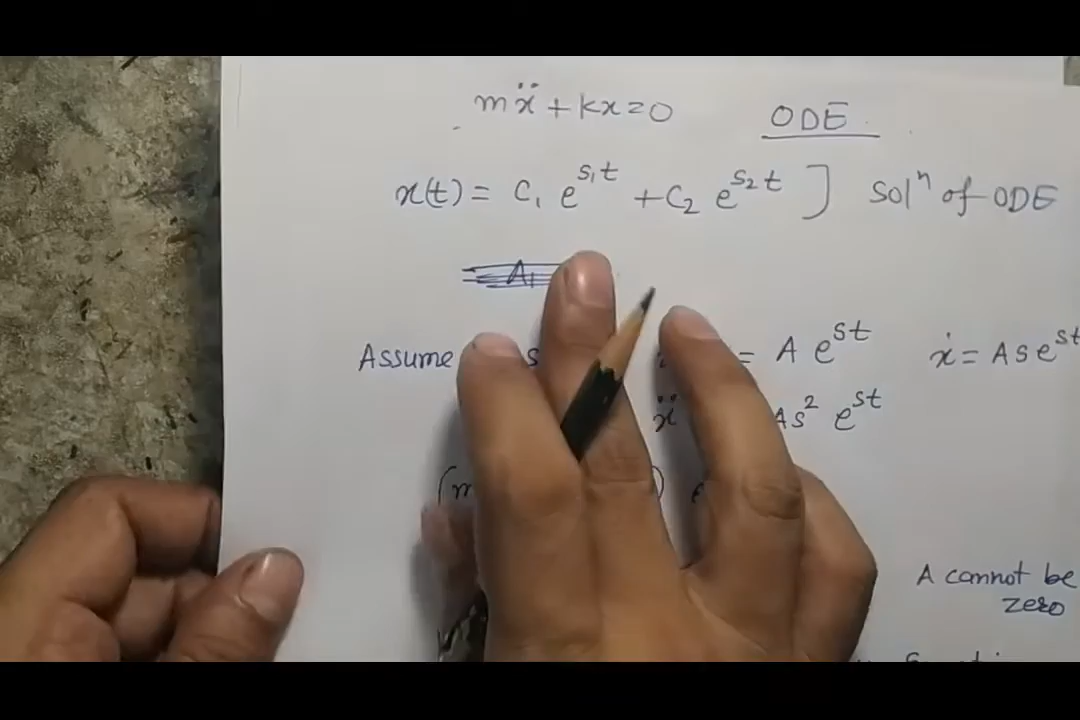 mẍ + kx = 0 ODE
x(t) = C₁ e^{s₁t} + C₂ e^{s₂t} ] Solⁿ of ODE
A₁
Assume = A e^{st} ẋ = A s e^{st}
ẍ As² e^{st}
(m )
A cannot be
zero